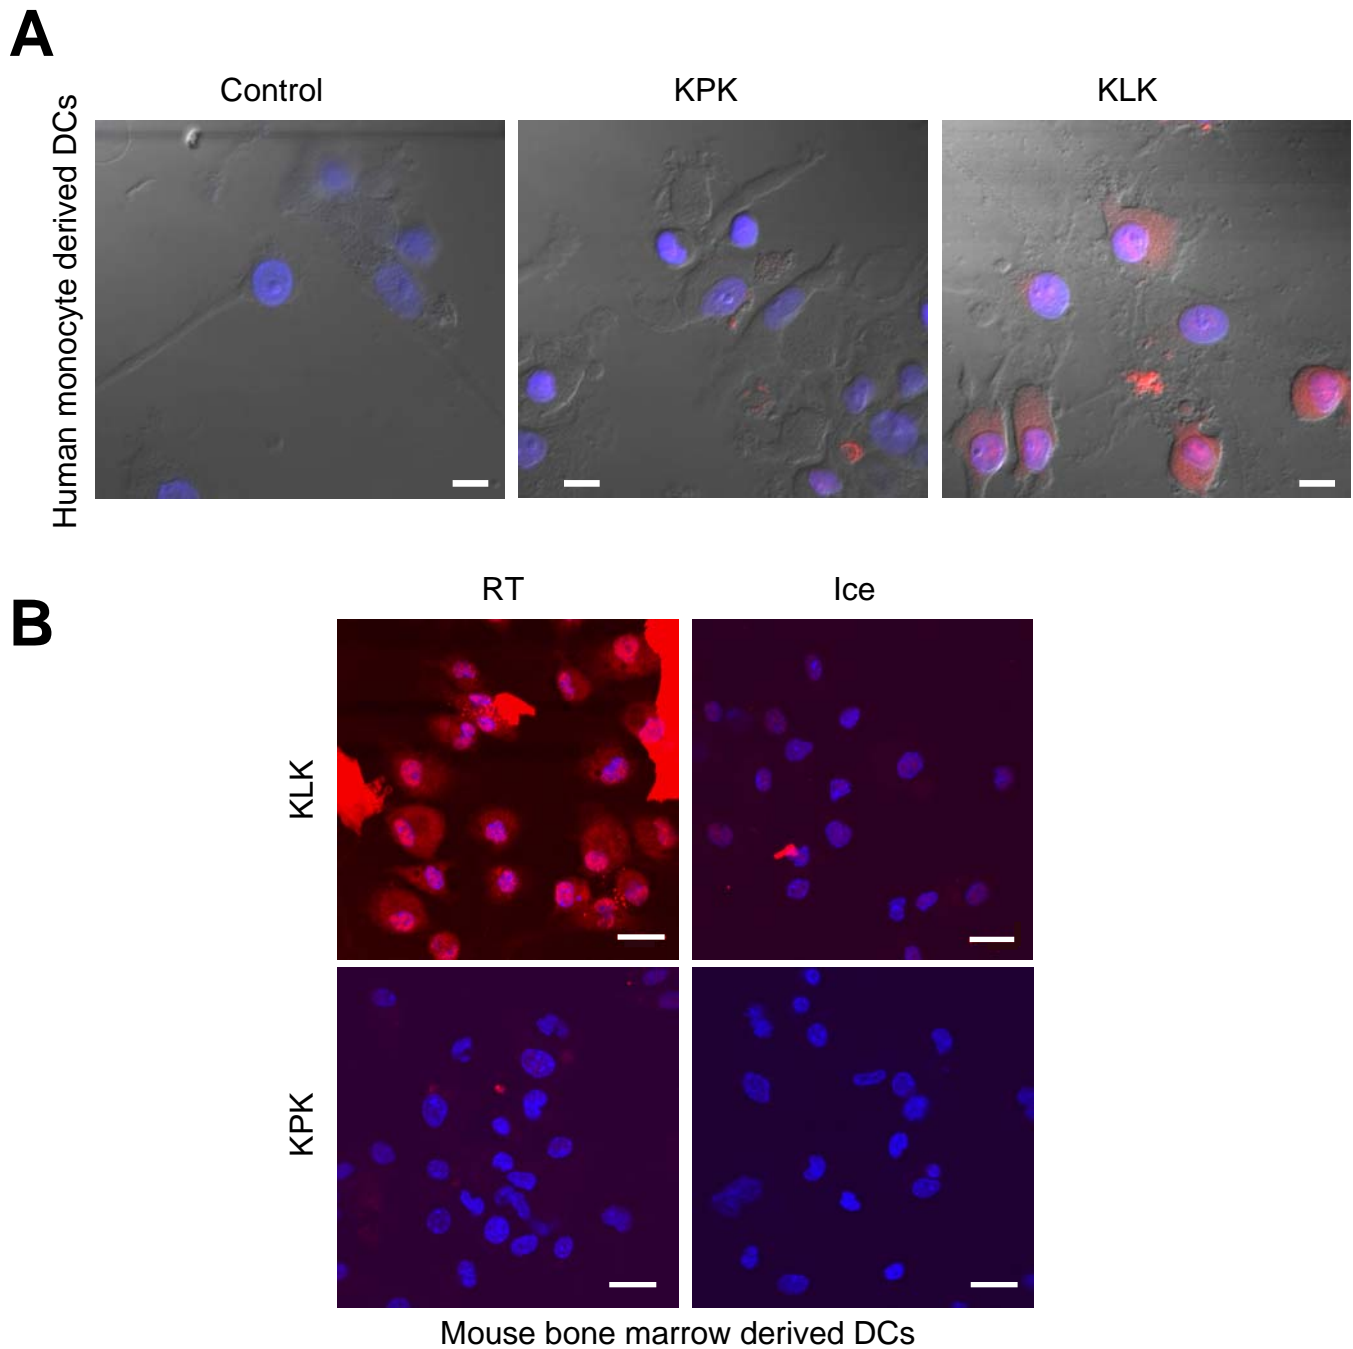 A
Control
KPK
KLK
Human monocyte derived DCs
B
RT
Ice
KLK
KPK
Mouse bone marrow derived DCs